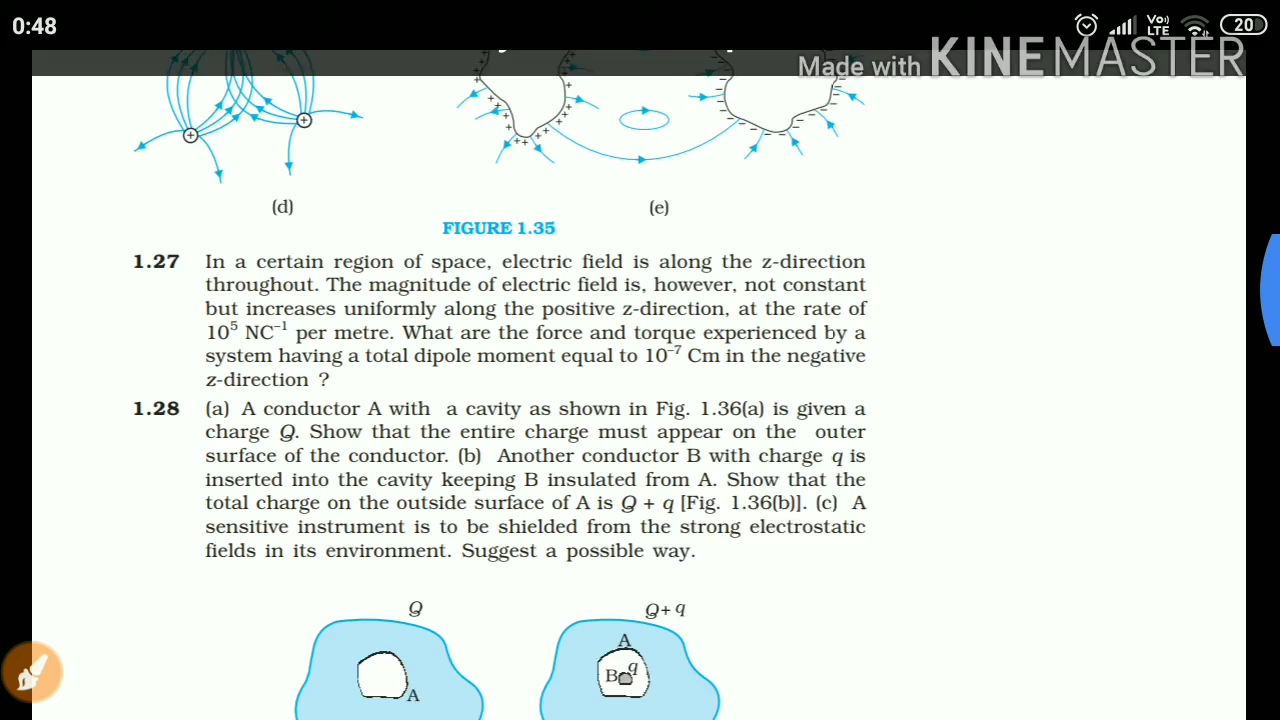 0:48
Vo) LTE
20
Made with KINEMASTER
(d)
(e)
FIGURE 1.35
1.27 In a certain region of space, electric field is along the z-direction
throughout. The magnitude of electric field is, however, not constant
but increases uniformly along the positive z-direction, at the rate of
10⁵ NC⁻¹ per metre. What are the force and torque experienced by a
system having a total dipole moment equal to 10⁻⁷ Cm in the negative
z-direction ?
1.28 (a) A conductor A with a cavity as shown in Fig. 1.36(a) is given a
charge Q. Show that the entire charge must appear on the outer
surface of the conductor. (b) Another conductor B with charge q is
inserted into the cavity keeping B insulated from A. Show that the
total charge on the outside surface of A is Q + q [Fig. 1.36(b)]. (c) A
sensitive instrument is to be shielded from the strong electrostatic
fields in its environment. Suggest a possible way.
Q
Q+ q
A
B q
A